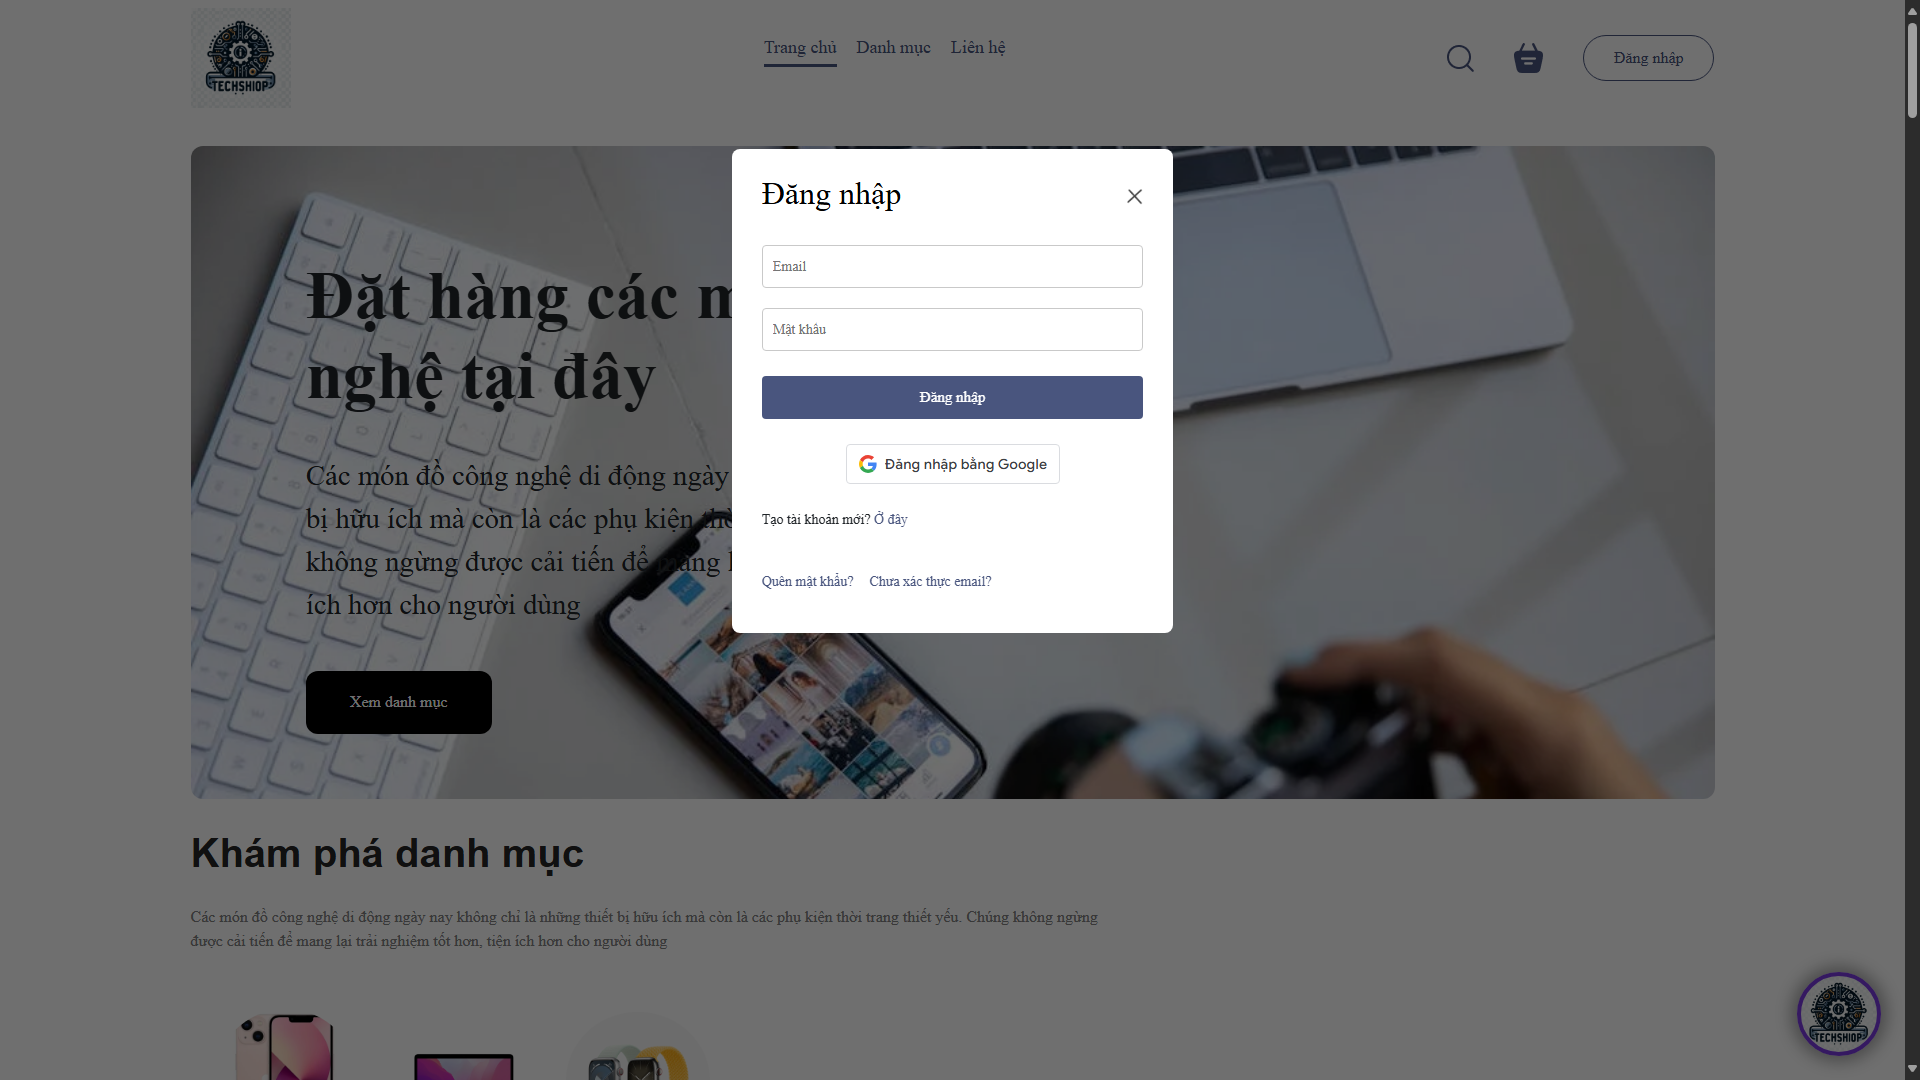 TECHSHIOP
Trang chủ
Danh mục
Liên hệ
Đăng nhập
Đăng nhập
Email
Mật khẩu
Đăng nhập
Đăng nhập bằng Google
Tạo tài khoản mới? Ở đây
Quên mật khẩu? Chưa xác thực email?
Đặt hàng các m
nghệ tại đây
Các món đồ công nghệ di động ngày
bị hữu ích mà còn là các phụ kiện thờ
không ngừng được cải tiến để mang l
ích hơn cho người dùng
Xem danh mục
Khám phá danh mục
Các món đồ công nghệ di động ngày nay không chỉ là những thiết bị hữu ích mà còn là các phụ kiện thời trang thiết yếu. Chúng không ngừng
được cải tiến để mang lại trải nghiệm tốt hơn, tiện ích hơn cho người dùng
TECHSHIOP